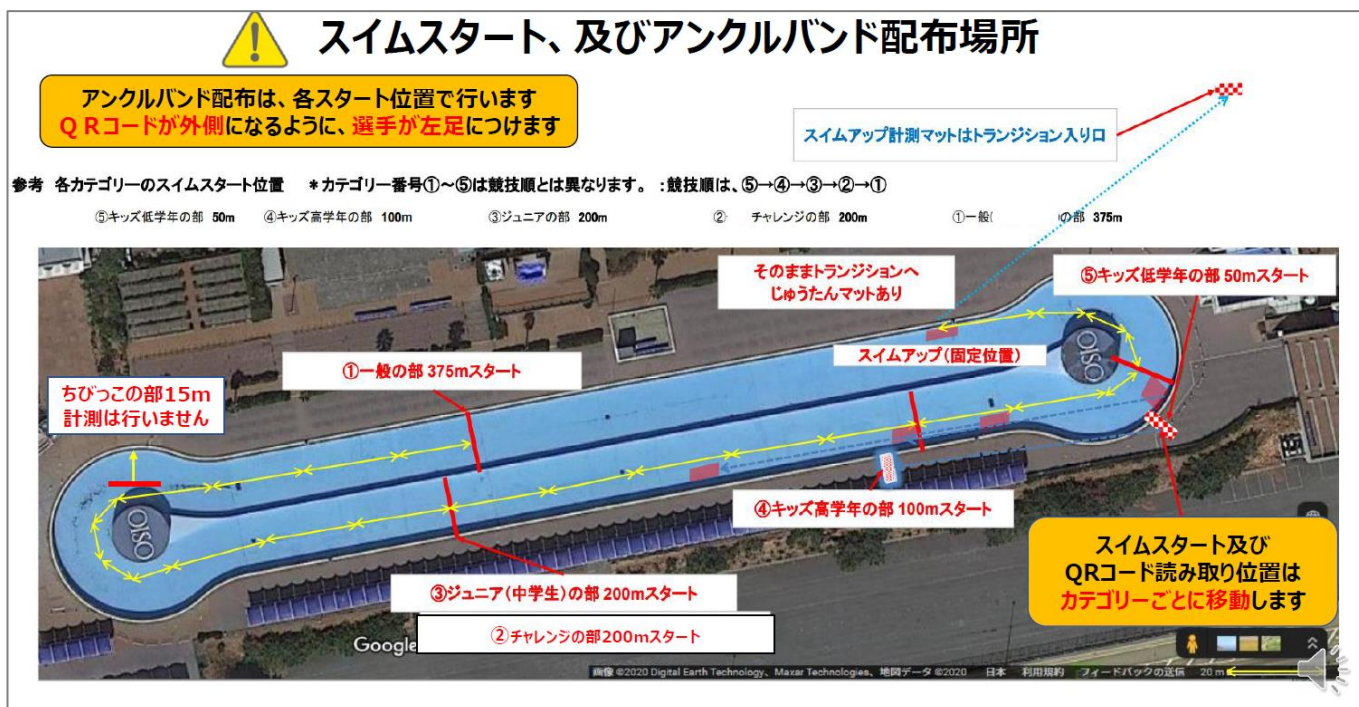 スイムスタート、及びアンクルバンド配布場所
アンクルバンド配布は、各スタート位置で行います
QRコードが外側になるように、選手が左足につけます
スイムアップ計測マットはトランジション入り口
参考 各カテゴリーのスイムスタート位置 *カテゴリー番号①~⑤は競技順とは異なります。:競技順は、⑤→④→③→②→①
⑤キッズ低学年の部 50m ④キッズ高学年の部 100m ③ジュニアの部 200m ② チャレンジの部 200m ①一般( )の部 375m
そのままトランジションへ
じゅうたんマットあり
⑤キッズ低学年の部 50mスタート
スイムアップ(固定位置)
①一般の部 375mスタート
ちびっこの部15m
計測は行いません
OISO
OISO
④キッズ高学年の部 100mスタート
スイムスタート及び
QRコード読み取り位置は
カテゴリーごとに移動します
③ジュニア(中学生)の部 200mスタート
②チャレンジの部200mスタート
Google
画像 ©2020 Digital Earth Technology、Maxar Technologies、地図データ ©2020 日本 利用規約 フィードバックの送信 20 m